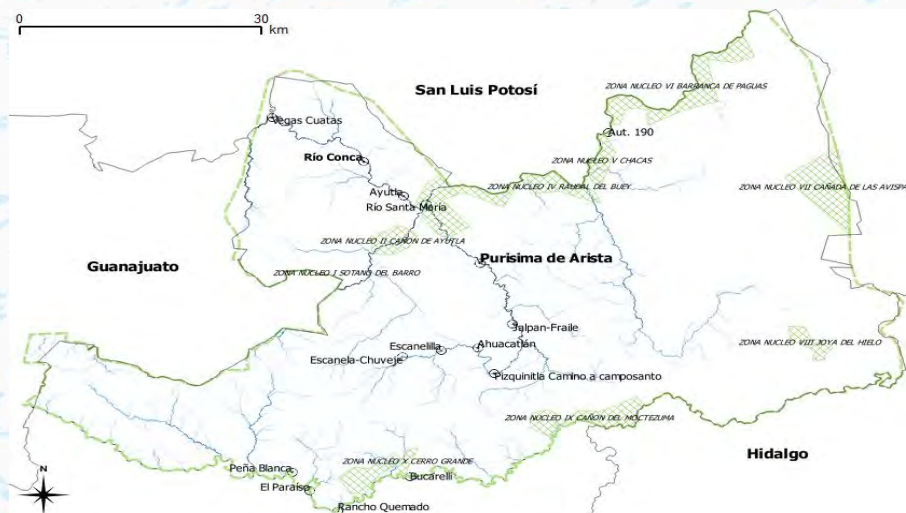 0 30
km
San Luis Potosí
ZONA NUCLEO VI BARRANCA DE PAGUAS
Vegas Cuatas
Aut. 190
Río Conca
ZONA NUCLEO V CHACAS
Ayutla
ZONA NUCLEO IV RAUDAL DEL BUEY
ZONA NUCLEO VII CAÑADA DE LAS AVISPA
Río Santa María
ZONA NUCLEO II CAÑON DE AYUTLA
Purisima de Arista
Guanajuato
ZONA NUCLEO I SOTANO DEL BARRO
Jalpan-Fraile
Escanelilla
Ahuacatlán
ZONA NUCLEO VIII JOYA DEL HIELO
Escanela-Chuveje
Pizquinitla Camino a camposanto
ZONA NUCLEO IX CAÑON DEL MOCTEZUMA
Hidalgo
ZONA NUCLEO X CERRO GRANDE
Peña Blanca
Bucarelli
N
El Paraíso
Rancho Quemado